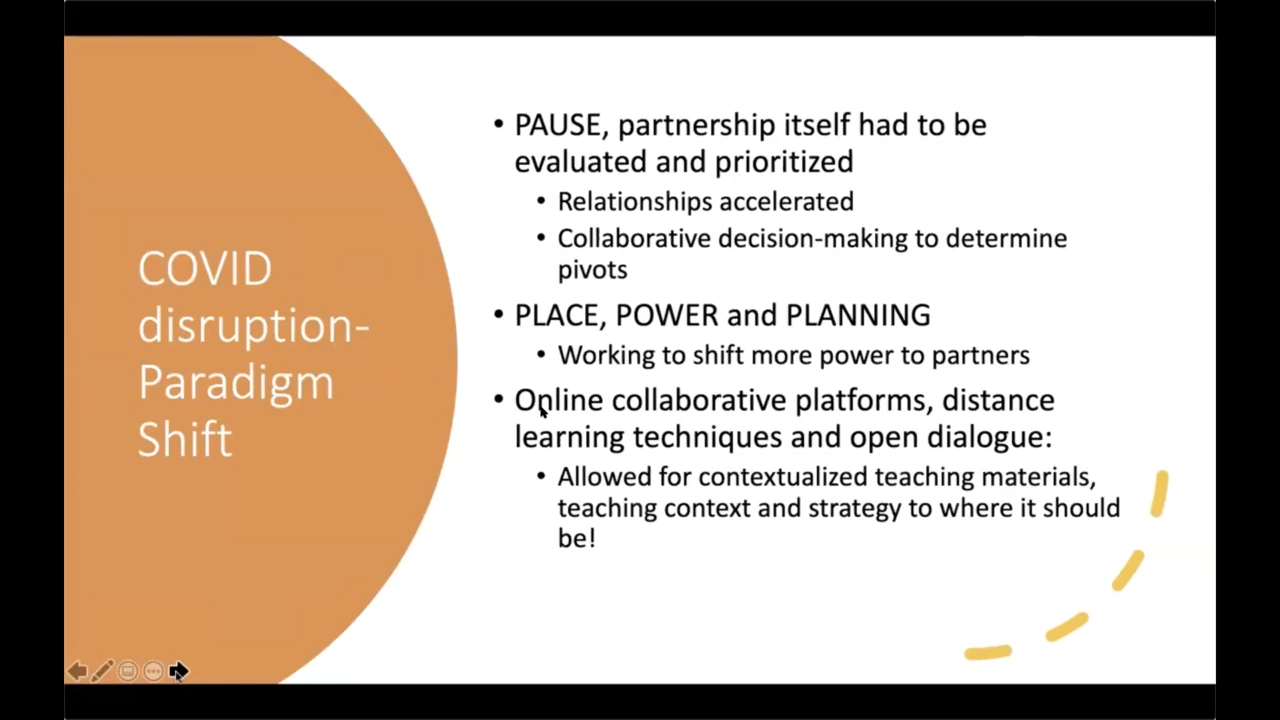 COVID
disruption-
Paradigm
Shift
• PAUSE, partnership itself had to be
evaluated and prioritized
• Relationships accelerated
• Collaborative decision-making to determine
pivots
• PLACE, POWER and PLANNING
• Working to shift more power to partners
• Online collaborative platforms, distance
learning techniques and open dialogue:
• Allowed for contextualized teaching materials,
teaching context and strategy to where it should
be!